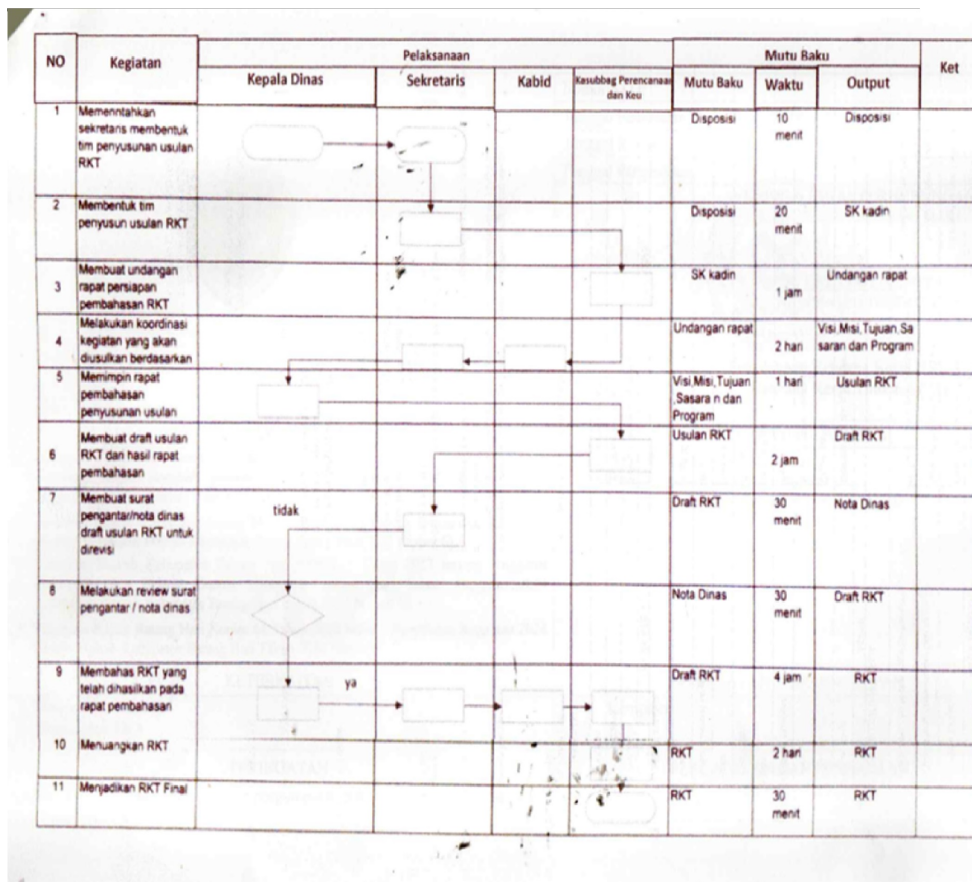 NO
Kegiatan
Pelaksanaan
Mutu Baku
Ket
Kepala Dinas
Sekretaris
Kabid
Kasubbag Perencanaan
dan Keu
Mutu Baku
Waktu
Output
1
Memenntahkan
sekretans membentuk
tim penyusunan usulan
RKT
Disposisi
10
menit
Disposisi
2
Membentuk tim
penyusun usulan RKT
Disposisi
20
menit
SK kadin
3
Membuat undangan
rapat persiapan
pembahasan RKT
SK kadin
1 jam
Undangan rapat
4
Melakukan koordinasi
kegiatan yang akan
diusulkan berdasarkan
Undangan rapat
2 hari
Visi,Misi,Tujuan,Sa
saran dan Program
5
Memimpin rapat
pembahasan
penyusunan usulan
Visi,Misi,Tujuan
,Sasara n dan
Program
1 hari
Usulan RKT
6
Membuat draft usulan
RKT dan hasil rapat
pembahasan
Usulan RKT
2 jam
Draft RKT
7
Membuat surat
pengantar/nota dinas
draft usulan RKT untuk
direvisi
tidak
Draft RKT
30
menit
Nota Dinas
8
Melakukan review surat
pengantar / nota dinas
Nota Dinas
30
menit
Draft RKT
9
Membahas RKT yang
telah dihasilkan pada
rapat pembahasan
ya
Draft RKT
4 jam
RKT
10
Menuangkan RKT
RKT
2 hari
RKT
11
Menjadikan RKT Final
RKT
30
menit
RKT